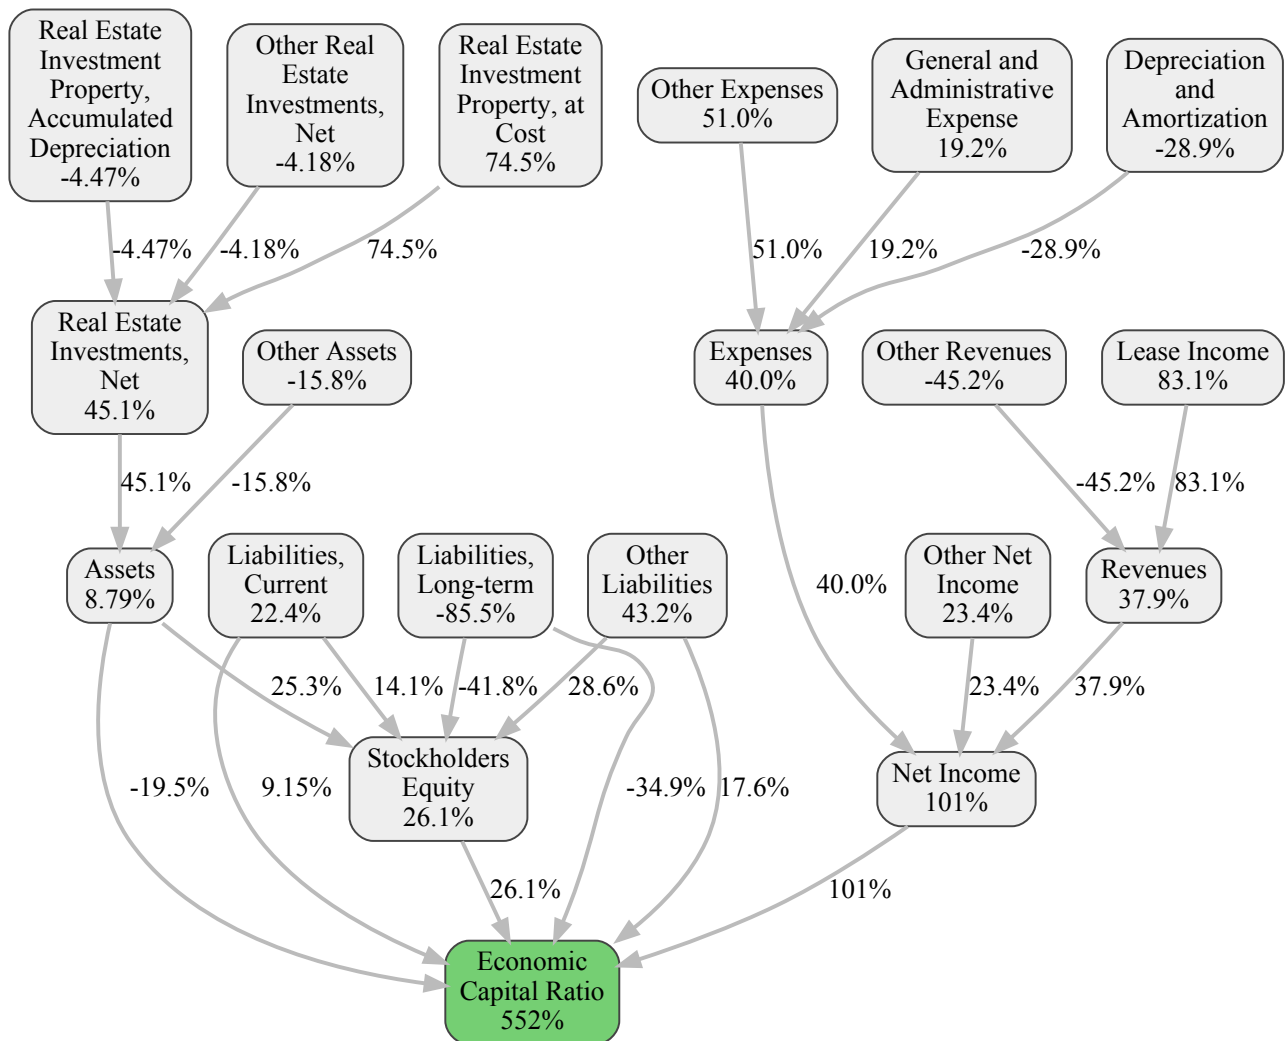 Real Estate
Investment
Property,
Accumulated
Depreciation
-4.47%
Other Real
Estate
Investments,
Net
-4.18%
Real Estate
Investment
Property, at
Cost
74.5%
Other Expenses
51.0%
General and
Administrative
Expense
19.2%
Depreciation
and
Amortization
-28.9%
-4.47%
-4.18%
74.5%
51.0%
19.2%
-28.9%
Real Estate
Investments,
Net
45.1%
Other Assets
-15.8%
Expenses
40.0%
Other Revenues
-45.2%
Lease Income
83.1%
45.1%
-15.8%
-45.2%
83.1%
Assets
8.79%
Liabilities,
Current
22.4%
Liabilities,
Long-term
-85.5%
Other
Liabilities
43.2%
40.0%
Other Net
Income
23.4%
Revenues
37.9%
25.3%
14.1%
-41.8%
28.6%
23.4%
37.9%
-19.5%
9.15%
Stockholders
Equity
26.1%
-34.9%
17.6%
Net Income
101%
26.1%
101%
Economic
Capital Ratio
552%